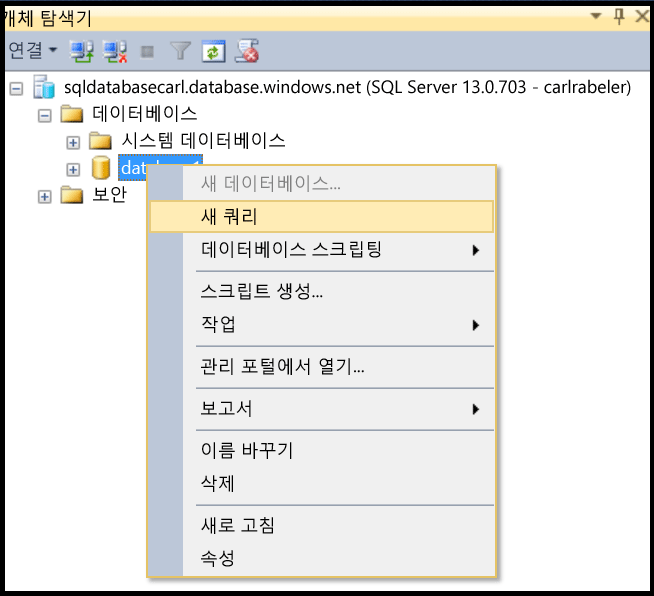 개체 탐색기
연결
sqldatabasecarl.database.windows.net (SQL Server 13.0.703 - carlrabeler)
데이터베이스
시스템 데이터베이스
보안
새 데이터베이스...
새 쿼리
데이터베이스 스크립팅
스크립트 생성...
작업
관리 포털에서 열기...
보고서
이름 바꾸기
삭제
새로 고침
속성